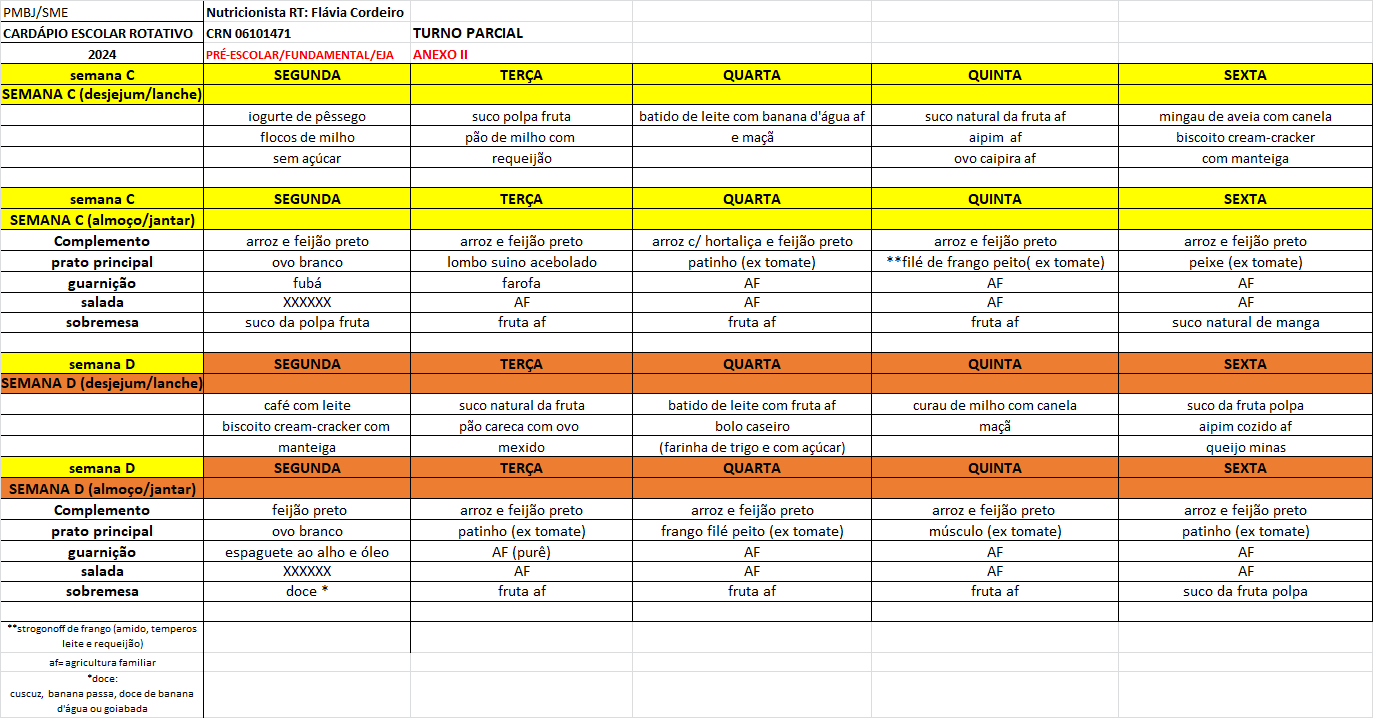 PMBJ/SME Nutricionista RT: Flávia Cordeiro
CARDÁPIO ESCOLAR ROTATIVO CRN 06101471 TURNO PARCIAL
2024 PRÉ-ESCOLAR/FUNDAMENTAL/EJA ANEXO II
semana C SEGUNDA TERÇA QUARTA QUINTA SEXTA
SEMANA C (desjejum/lanche)
iogurte de pêssego suco polpa fruta batido de leite com banana d'água af suco natural da fruta af mingau de aveia com canela
flocos de milho pão de milho com e maçã aipim af biscoito cream-cracker
sem açúcar requeijão ovo caipira af com manteiga
semana C SEGUNDA TERÇA QUARTA QUINTA SEXTA
SEMANA C (almoço/jantar)
Complemento arroz e feijão preto arroz e feijão preto arroz c/ hortaliça e feijão preto arroz e feijão preto arroz e feijão preto
prato principal ovo branco lombo suino acebolado patinho (ex tomate) **filé de frango peito( ex tomate) peixe (ex tomate)
guarnição fubá farofa AF AF AF
salada XXXXXX AF AF AF AF
sobremesa suco da polpa fruta fruta af fruta af fruta af suco natural de manga
semana D SEGUNDA TERÇA QUARTA QUINTA SEXTA
SEMANA D (desjejum/lanche)
café com leite suco natural da fruta batido de leite com fruta af curau de milho com canela suco da fruta polpa
biscoito cream-cracker com pão careca com ovo bolo caseiro maçã aipim cozido af
manteiga mexido (farinha de trigo e com açúcar) queijo minas
semana D SEGUNDA TERÇA QUARTA QUINTA SEXTA
SEMANA D (almoço/jantar)
Complemento feijão preto arroz e feijão preto arroz e feijão preto arroz e feijão preto arroz e feijão preto
prato principal ovo branco patinho (ex tomate) frango filé peito (ex tomate) músculo (ex tomate) patinho (ex tomate)
guarnição espaguete ao alho e óleo AF (purê) AF AF AF
salada XXXXXX AF AF AF AF
sobremesa doce * fruta af fruta af fruta af suco da fruta polpa
**strogonoff de frango (amido, temperos
leite e requeijão)
af= agricultura familiar
*doce:
cuscuz, banana passa, doce de banana
d'água ou goiabada